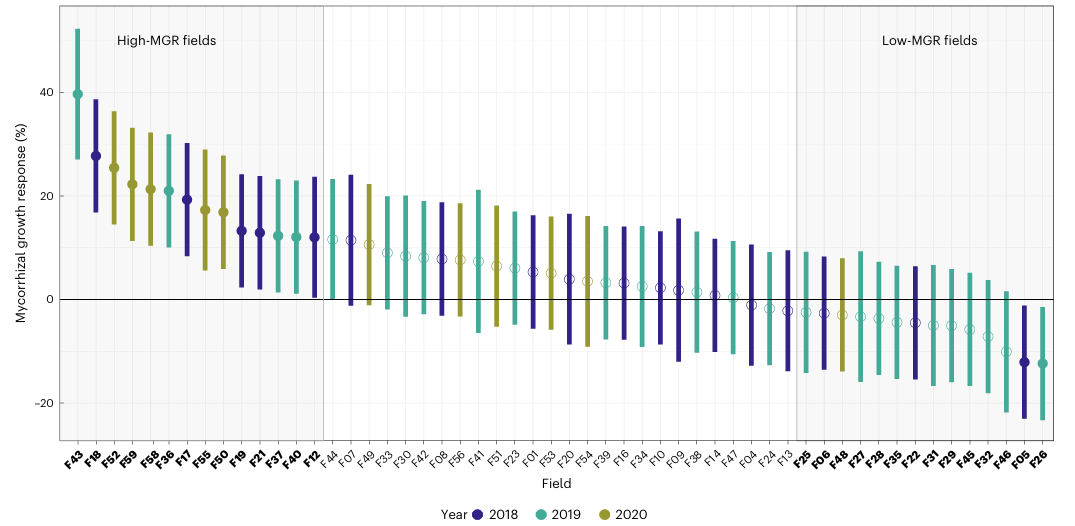 High-MGR fields
Low-MGR fields
Mycorrhizal growth response (%)
40
20
0
–20
F43 F18 F52 F59 F58 F36 F17 F55 F50 F19 F21 F37 F40 F12 F44 F07 F49 F33 F30 F42 F08 F56 F41 F51 F23 F01 F53 F20 F54 F39 F16 F34 F10 F09 F38 F14 F47 F04 F24 F13 F25 F06 F48 F27 F28 F35 F22 F31 F29 F45 F32 F46 F05 F26
Field
Year 2018 2019 2020